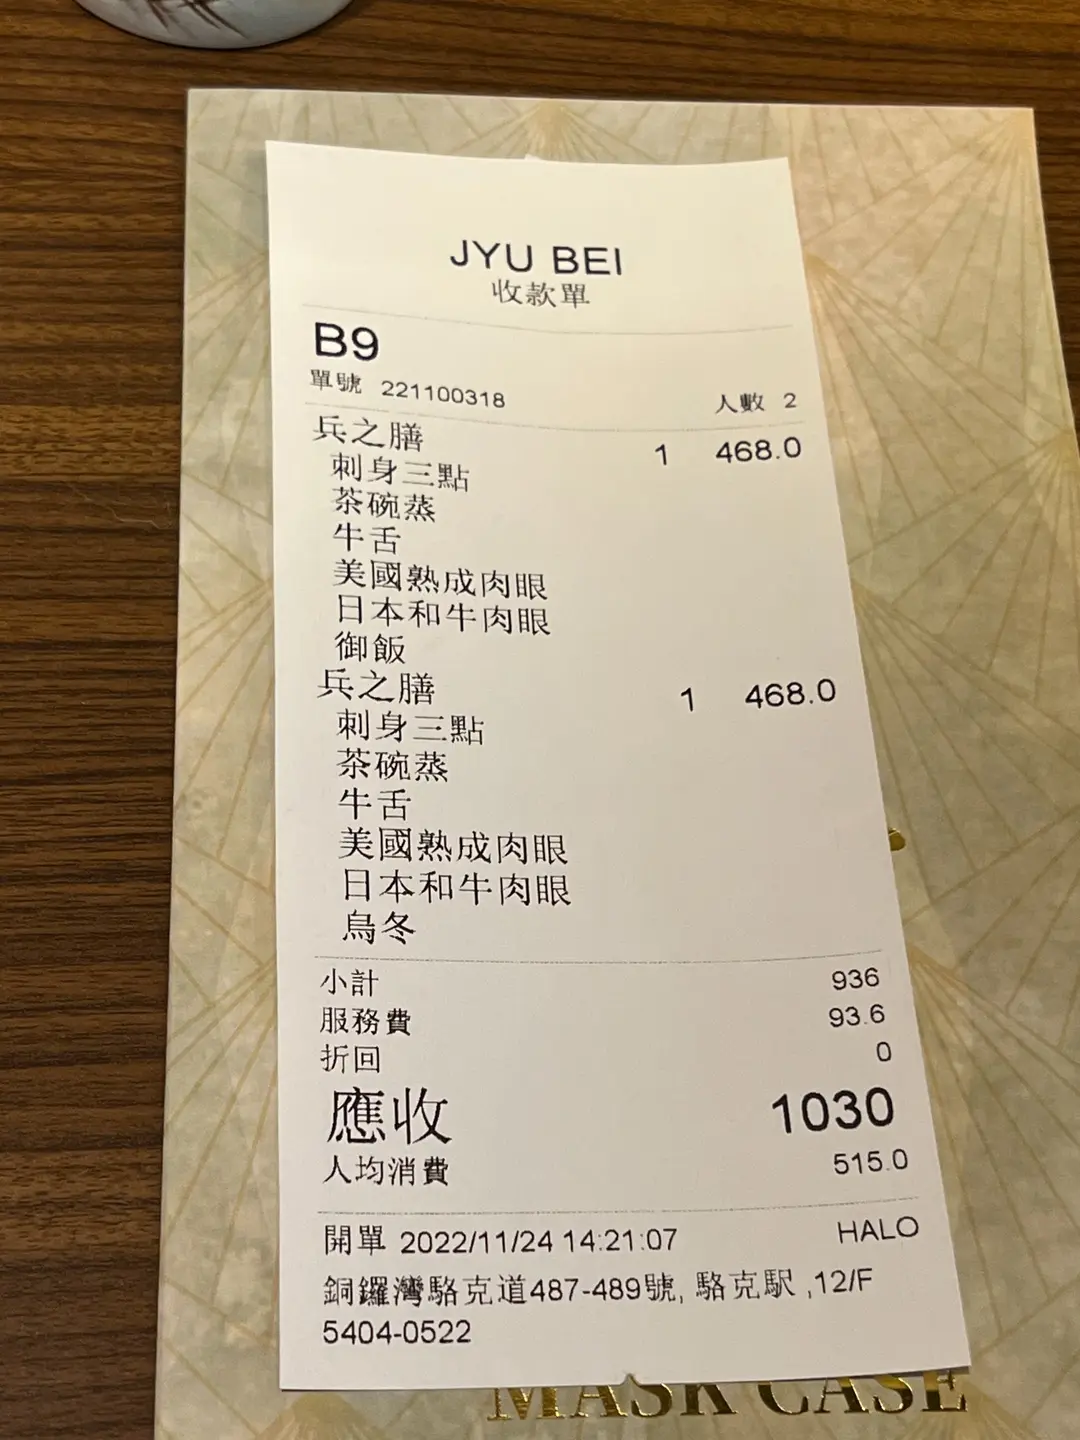 JYU BEI
收款單
B9
單號 221100318 人數 2
兵之膳 1 468.0
刺身三點
茶碗蒸
牛舌
美國熟成肉眼
日本和牛肉眼
御飯
兵之膳 1 468.0
刺身三點
茶碗蒸
牛舌
美國熟成肉眼
日本和牛肉眼
烏冬
小計 936
服務費 93.6
折回 0
應收 1030
人均消費 515.0
開單 2022/11/24 14:21:07 HALO
銅鑼灣駱克道487-489號, 駱克駅 ,12/F
5404-0522
MASK CASE